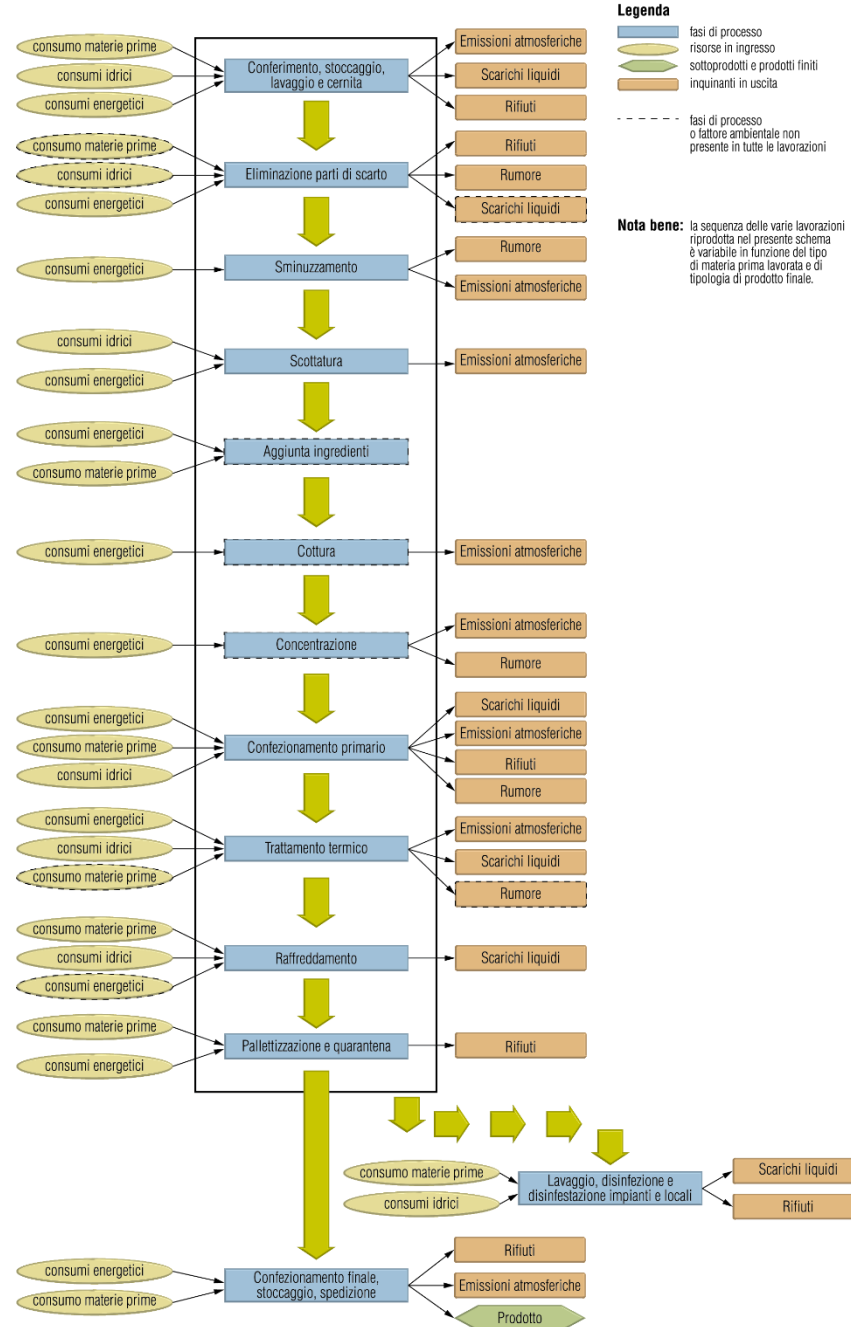 Legenda
fasi di processo
risorse in ingresso
sottoprodotti e prodotti finiti
inquinanti in uscita
fasi di processo
o fattore ambientale non
presente in tutte le lavorazioni
Nota bene: la sequenza delle varie lavorazioni
riprodotta nel presente schema
è variabile in funzione del tipo
di materia prima lavorata e di
tipologia di prodotto finale.
consumo materie prime
consumi idrici
consumi energetici
Conferimento, stoccaggio,
lavaggio e cernita
Emissioni atmosferiche
Scarichi liquidi
Rifiuti
consumo materie prime
consumi idrici
consumi energetici
Eliminazione parti di scarto
Rifiuti
Rumore
Scarichi liquidi
consumi energetici
Sminuzzamento
Rumore
Emissioni atmosferiche
consumi idrici
consumi energetici
Scottatura
Emissioni atmosferiche
consumi energetici
consumo materie prime
Aggiunta ingredienti
consumi energetici
Cottura
Emissioni atmosferiche
consumi energetici
Concentrazione
Emissioni atmosferiche
Rumore
consumi energetici
consumo materie prime
consumi idrici
Confezionamento primario
Scarichi liquidi
Emissioni atmosferiche
Rifiuti
Rumore
consumi energetici
consumi idrici
consumo materie prime
Trattamento termico
Emissioni atmosferiche
Scarichi liquidi
Rumore
consumo materie prime
consumi idrici
consumi energetici
Raffreddamento
Scarichi liquidi
consumo materie prime
consumi energetici
Pallettizzazione e quarantena
Rifiuti
consumo materie prime
consumi idrici
Lavaggio, disinfezione e
disinfestazione impianti e locali
Scarichi liquidi
Rifiuti
consumi energetici
consumo materie prime
Confezionamento finale,
stoccaggio, spedizione
Rifiuti
Emissioni atmosferiche
Prodotto